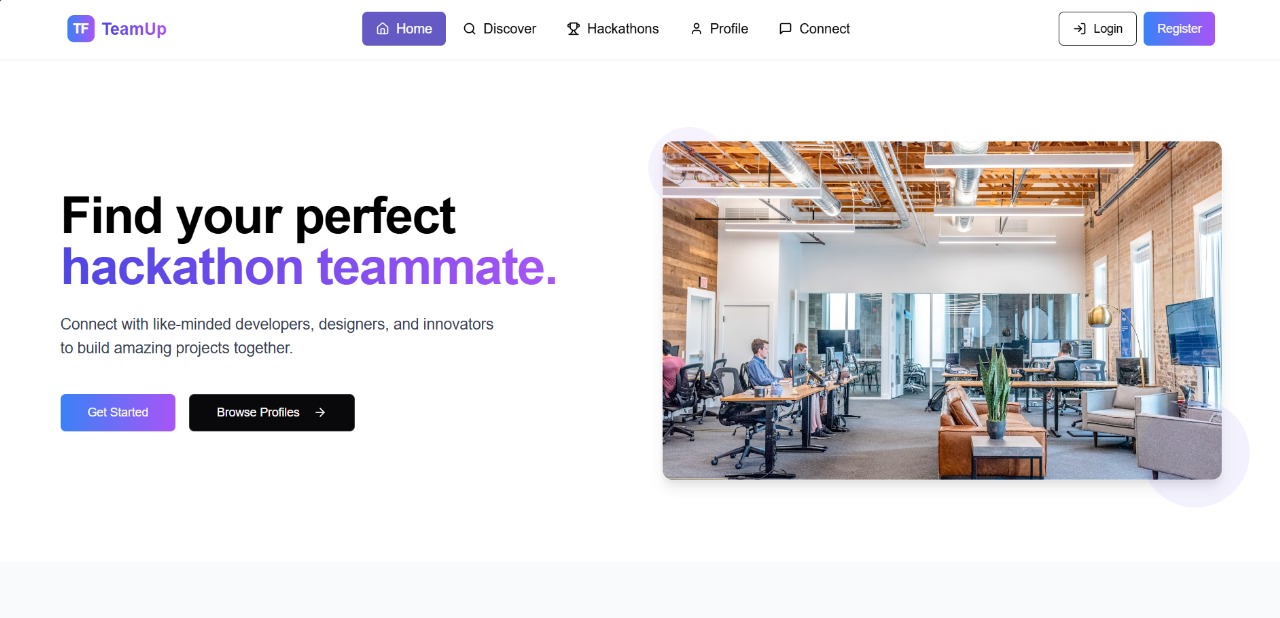 TF TeamUp
Home
Discover
Hackathons
Profile
Connect
Login
Register
Find your perfect
hackathon teammate.
Connect with like-minded developers, designers, and innovators
to build amazing projects together.
Get Started
Browse Profiles